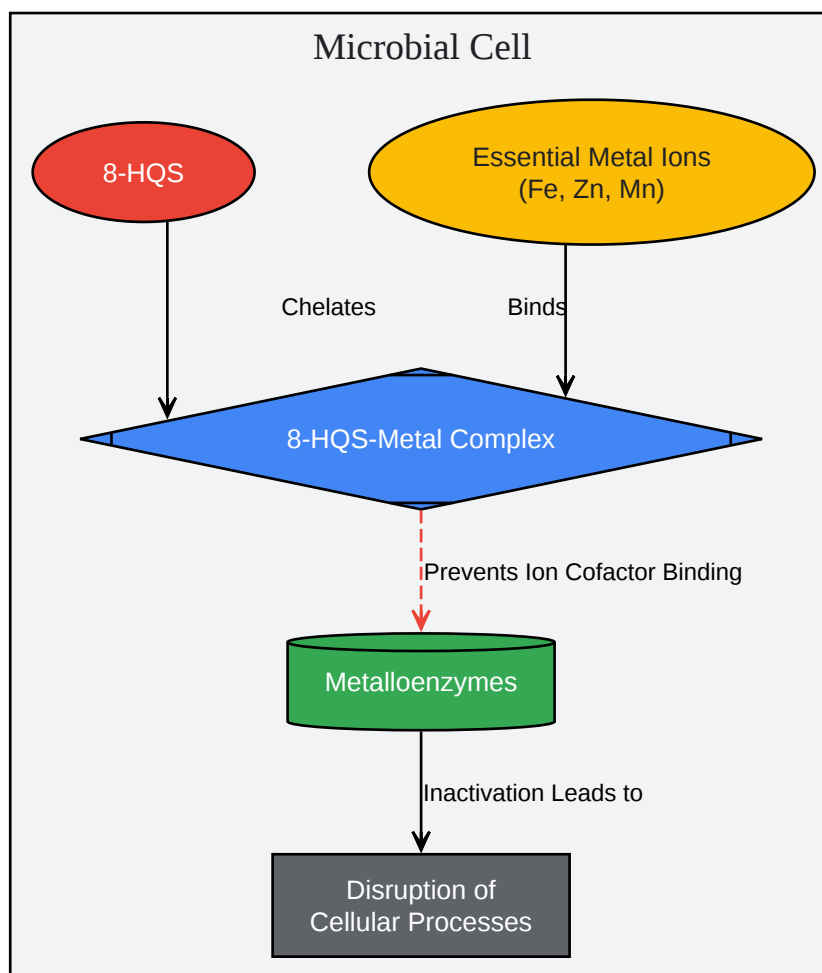 Microbial Cell
8-HQS
Essential Metal Ions
(Fe, Zn, Mn)
Chelates
Binds
8-HQS-Metal Complex
Prevents Ion Cofactor Binding
Metalloenzymes
Inactivation Leads to
Disruption of
Cellular Processes